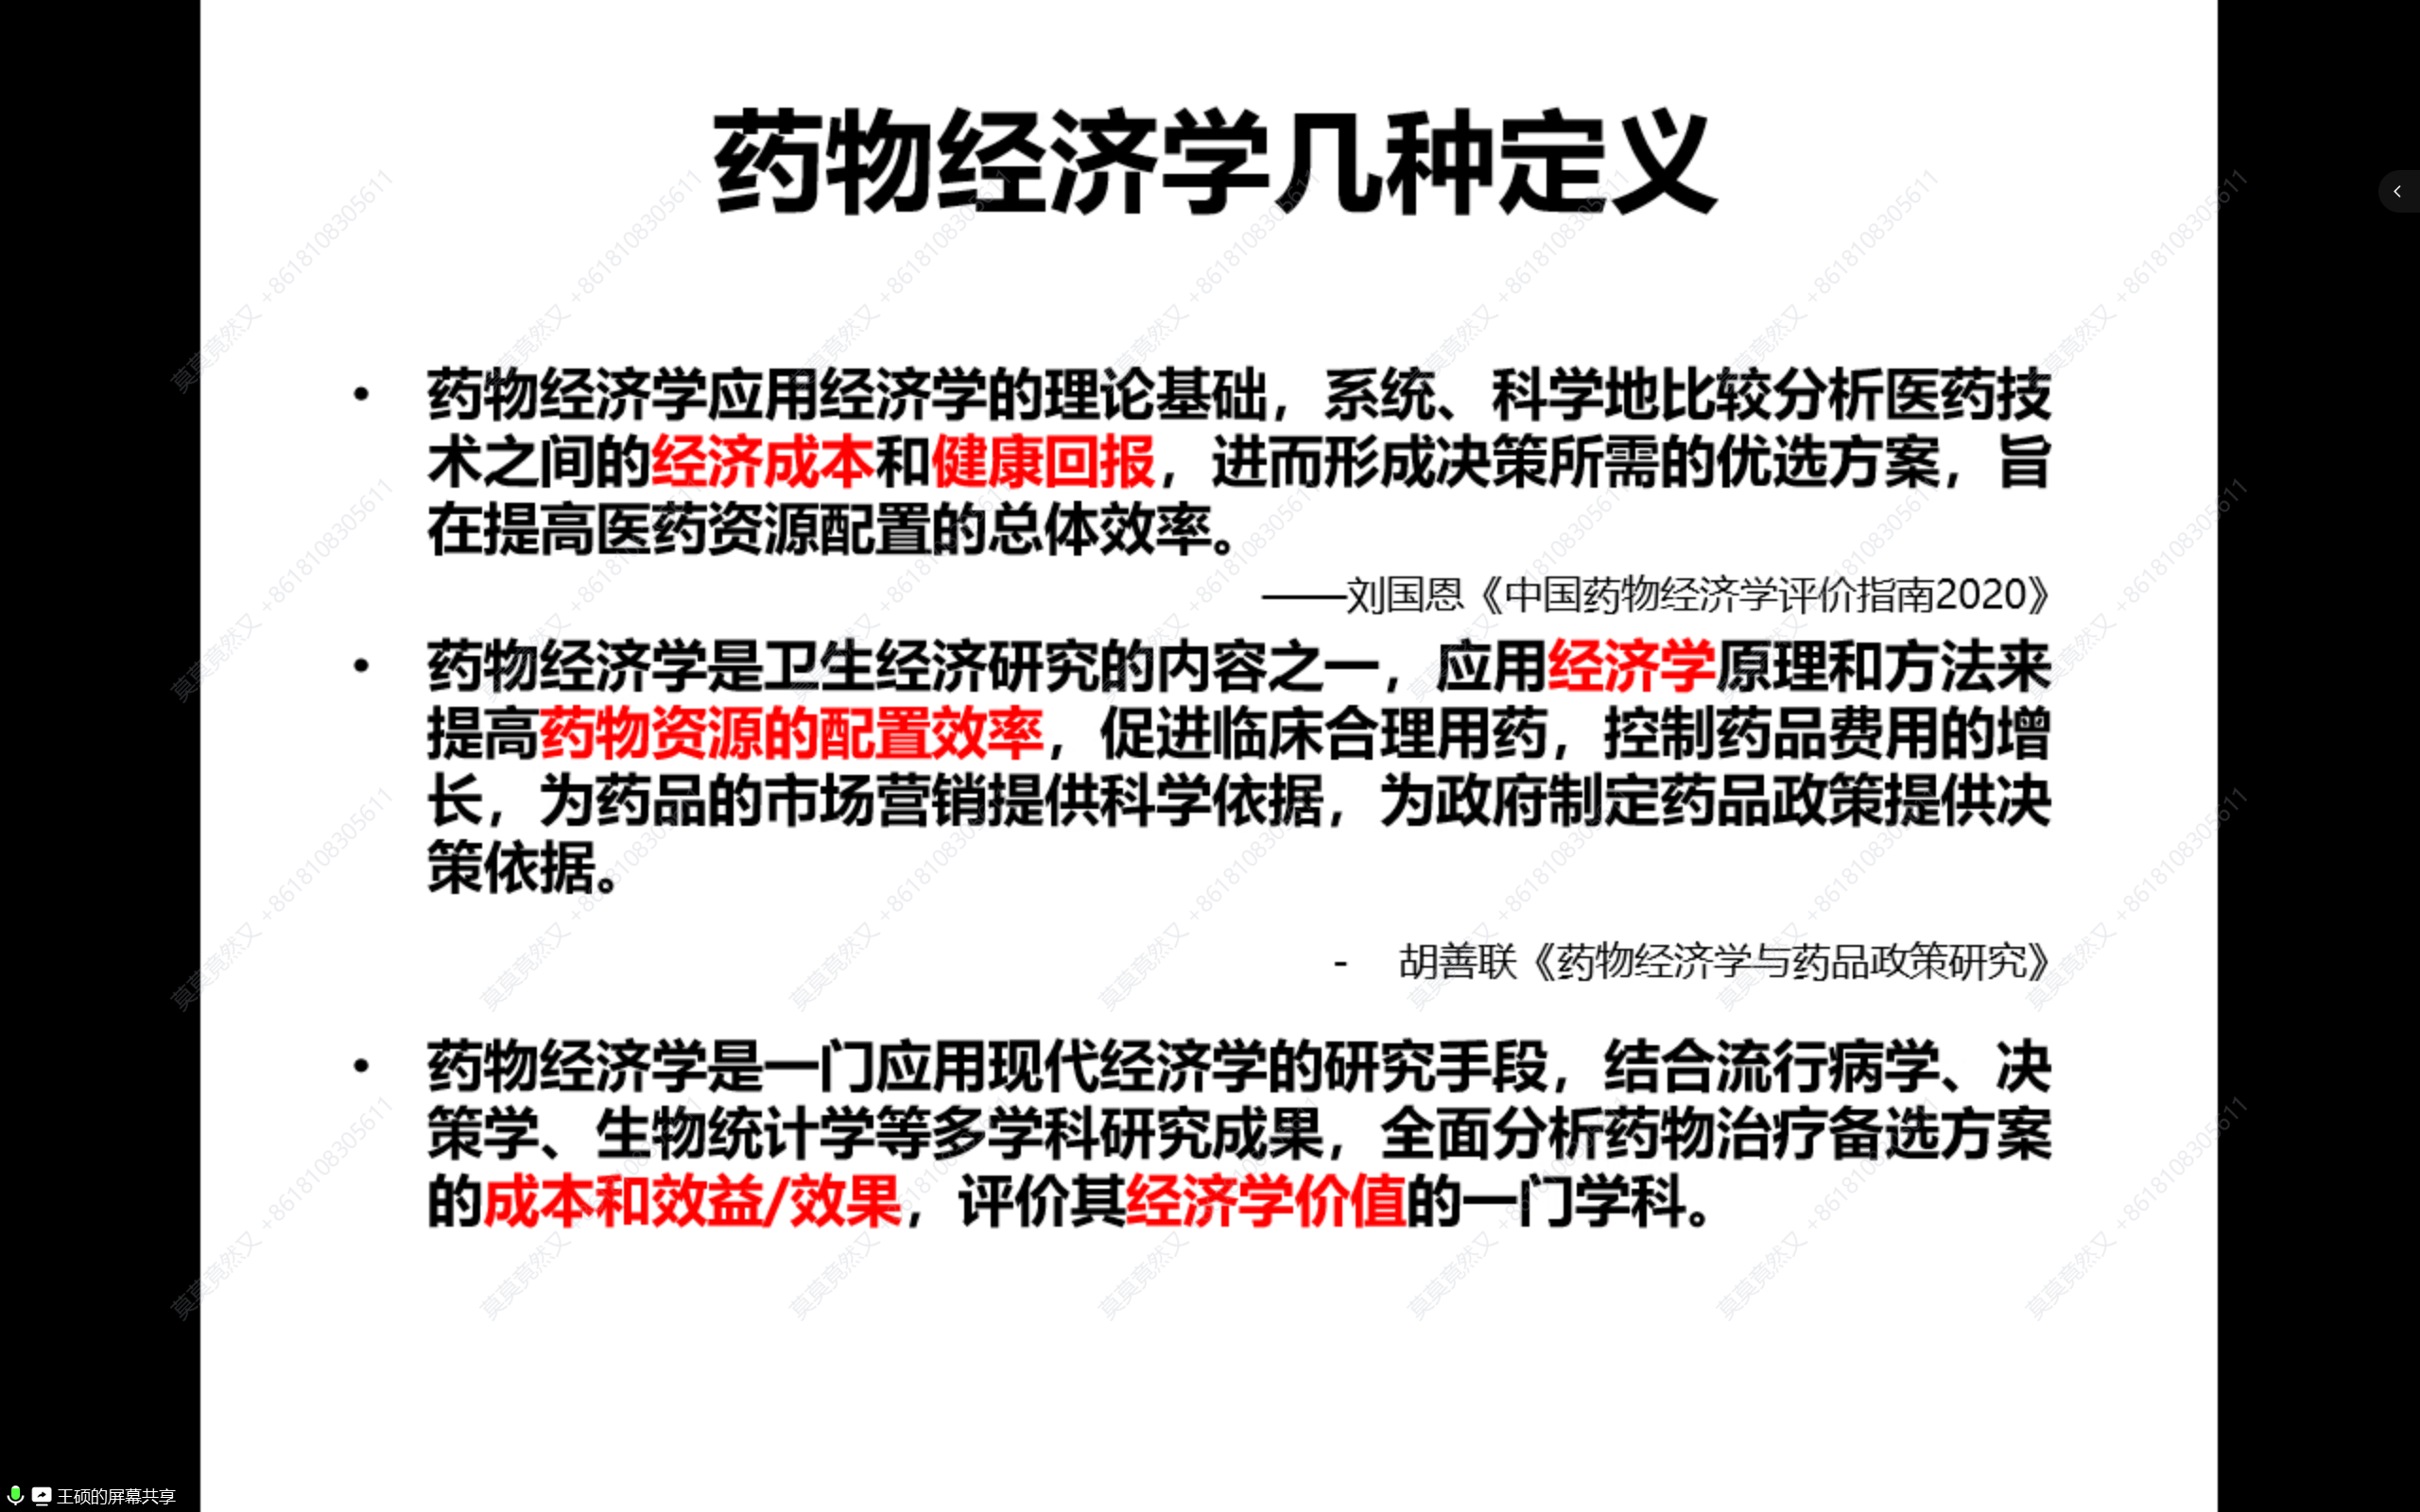 药物经济学几种定义
• 药物经济学应用经济学的理论基础，系统、科学地比较分析医药技
术之间的经济成本和健康回报，进而形成决策所需的优选方案，旨
在提高医药资源配置的总体效率。
——刘国恩《中国药物经济学评价指南2020》
• 药物经济学是卫生经济研究的内容之一，应用经济学原理和方法来
提高药物资源的配置效率，促进临床合理用药，控制药品费用的增
长，为药品的市场营销提供科学依据，为政府制定药品政策提供决
策依据。
- 胡善联《药物经济学与药品政策研究》
• 药物经济学是一门应用现代经济学的研究手段，结合流行病学、决
策学、生物统计学等多学科研究成果，全面分析药物治疗备选方案
的成本和效益/效果，评价其经济学价值的一门学科。
王硕的屏幕共享